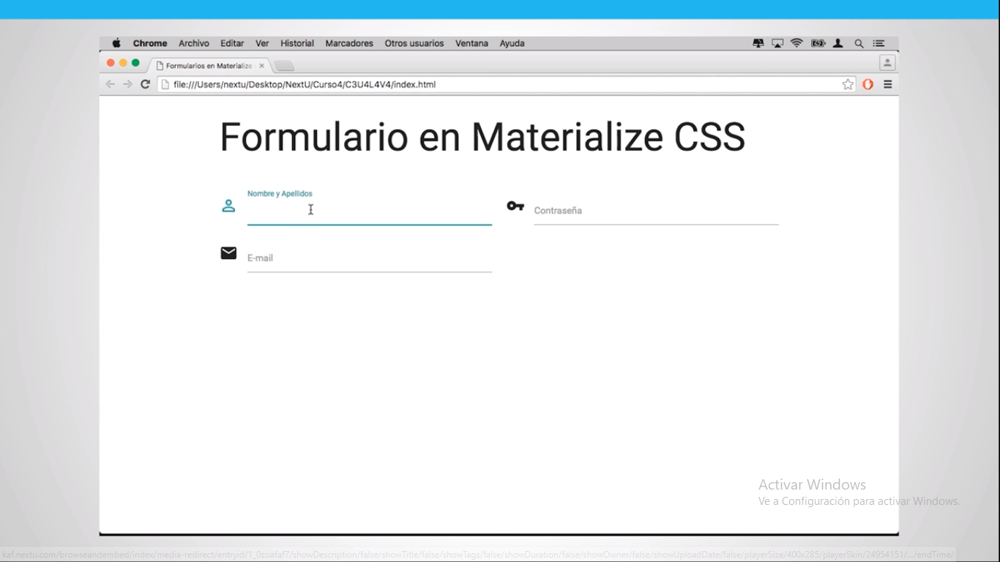 Chrome Archivo Editar Ver Historial Marcadores Otros usuarios Ventana Ayuda
Formularios en Materialize
file:///Users/nextu/Desktop/NextU/Curso4/C3U4L4V4/index.html
Formulario en Materialize CSS
Nombre y Apellidos
Contraseña
E-mail
Activar Windows
Ve a Configuración para activar Windows.
kaf.nextu.com/browseandembed/index/media-redirect/entryid/1_0zoafaf7/showDescription/false/showTitle/false/showTags/false/showDuration/false/showOwner/false/showUploadDate/false/playerSize/400x285/playerSkin/24954151/.../endTime/